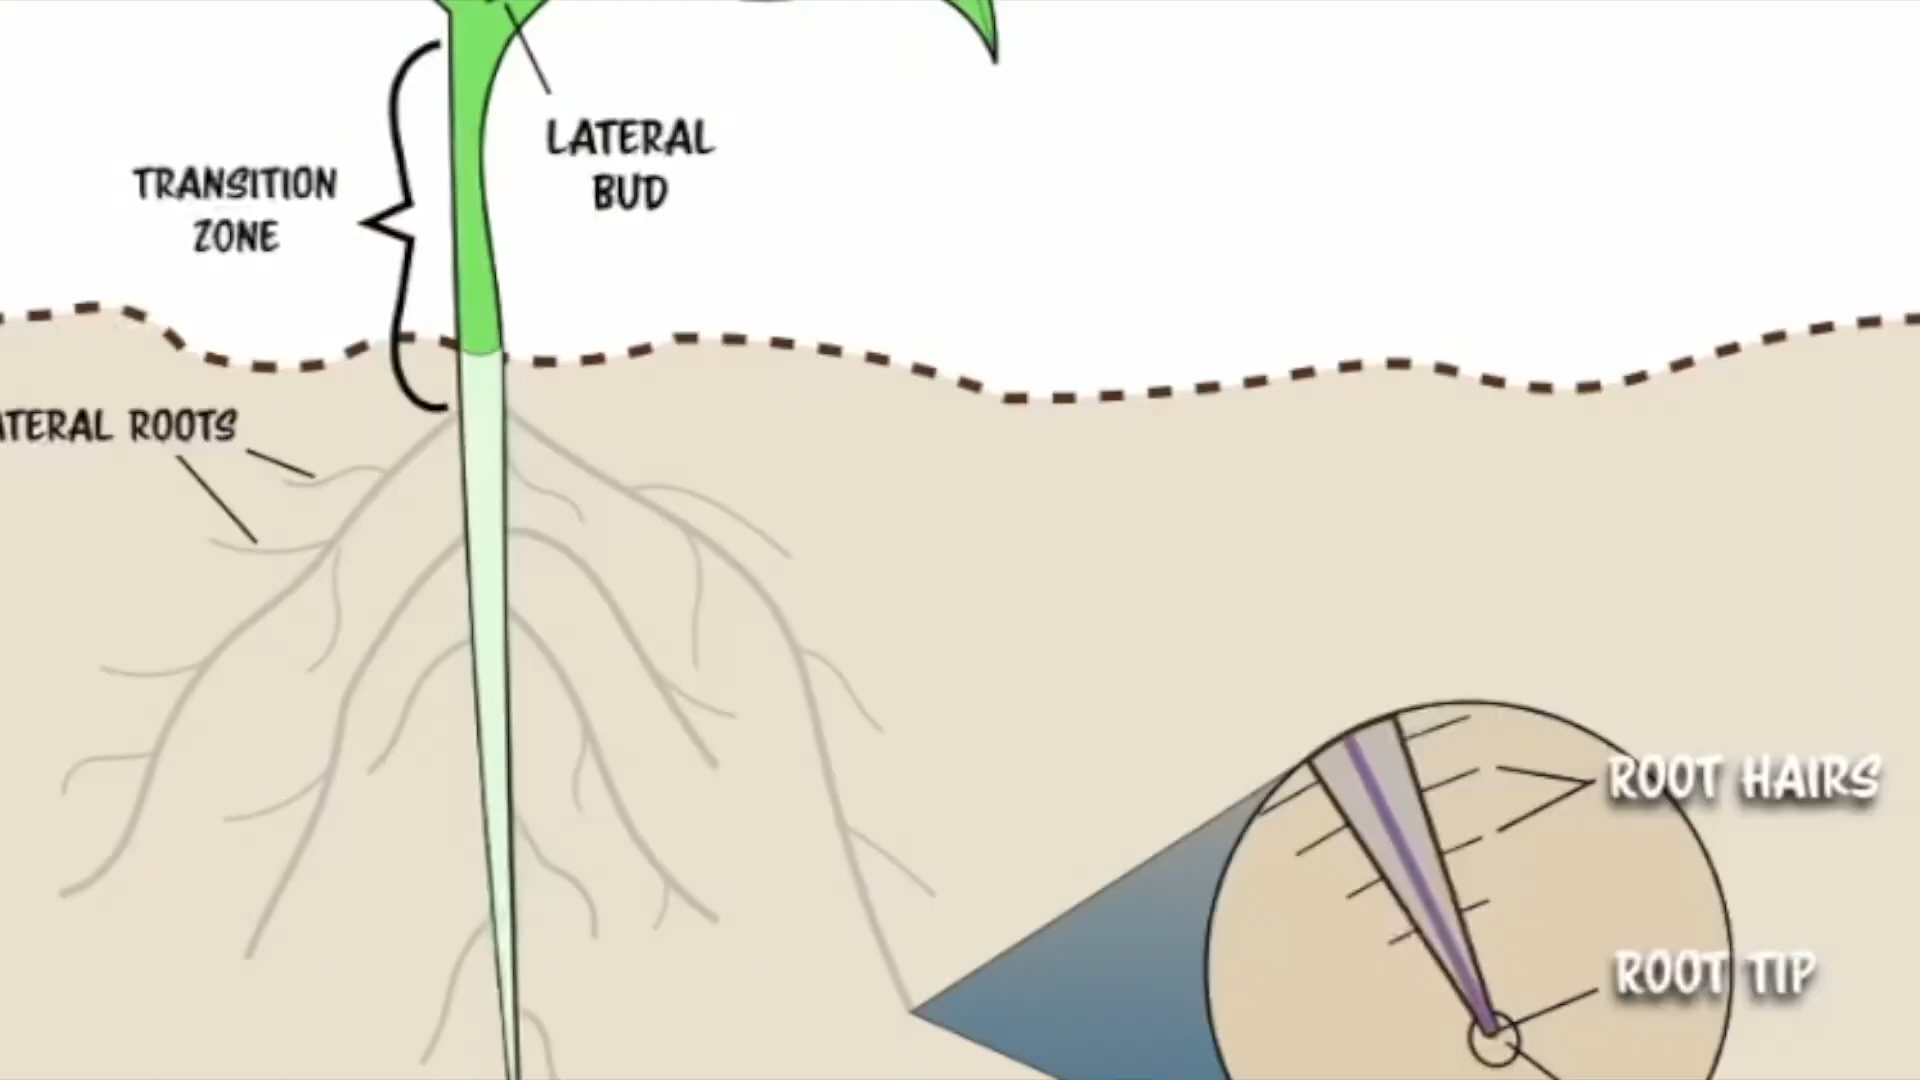 LATERAL
BUD
TRANSITION
ZONE
ATERAL ROOTS
ROOT HAIRS
ROOT TIP